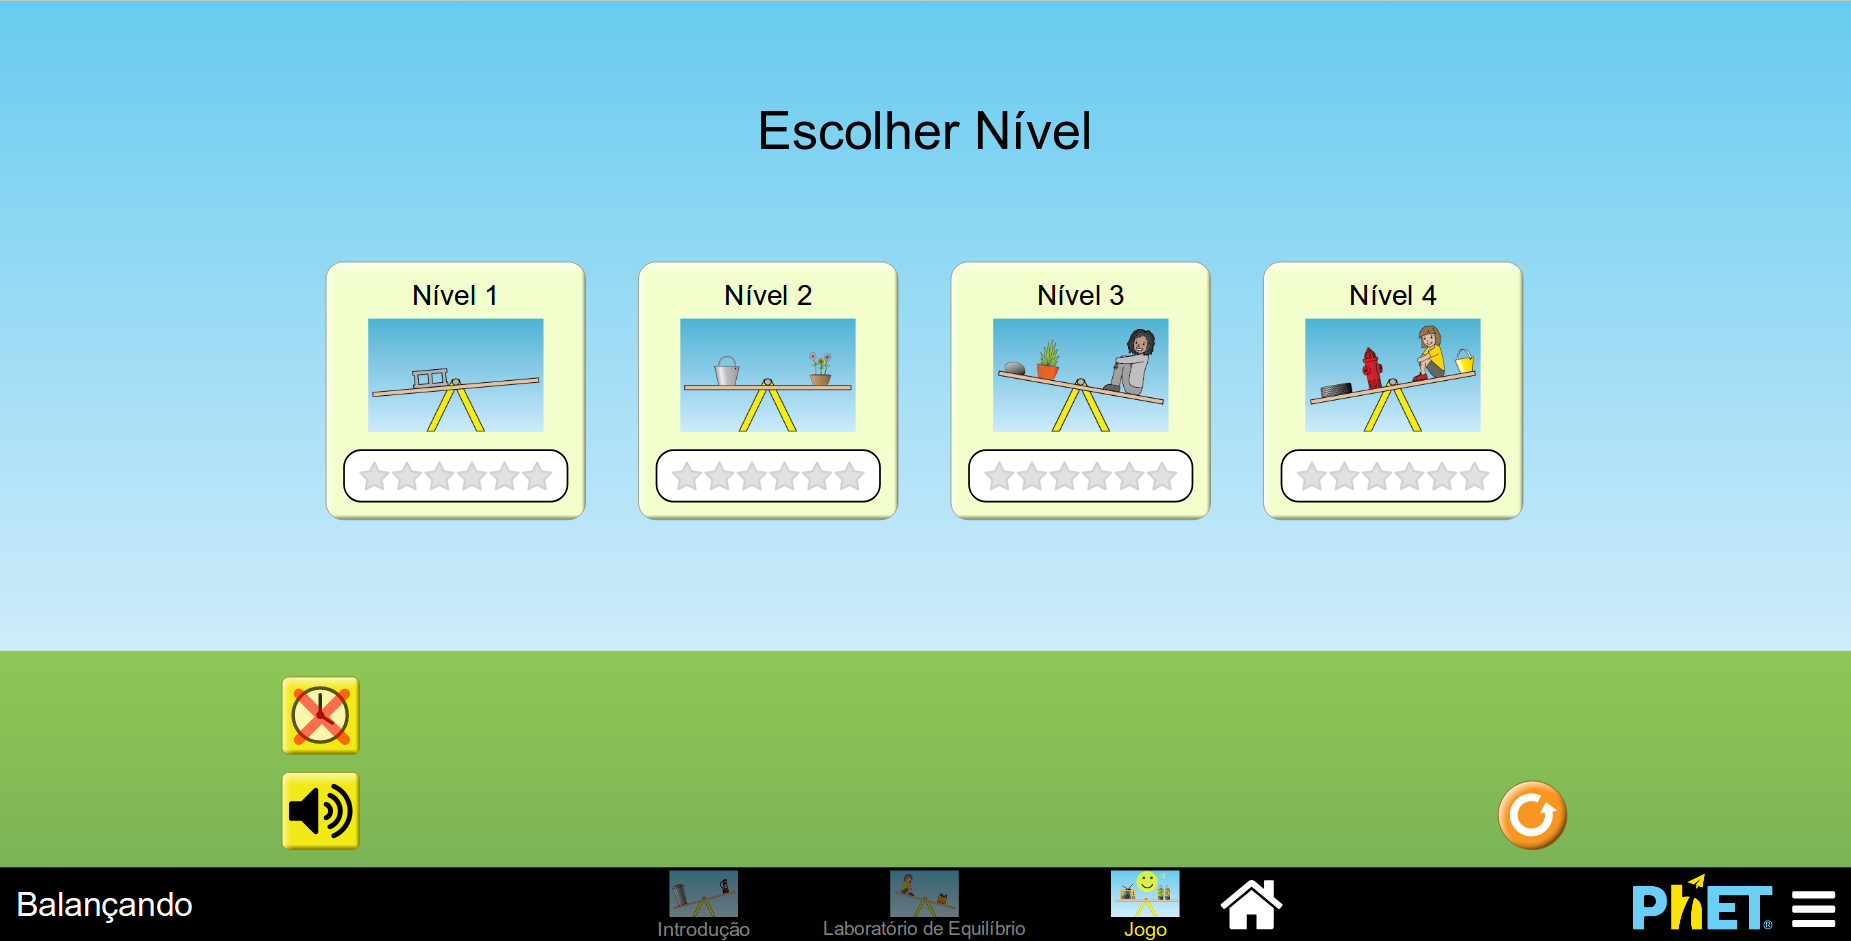 Escolher Nível
Nível 1
Nível 2
Nível 3
Nível 4
Balançando
Introdução
Laboratório de Equilíbrio
Jogo
PhET®